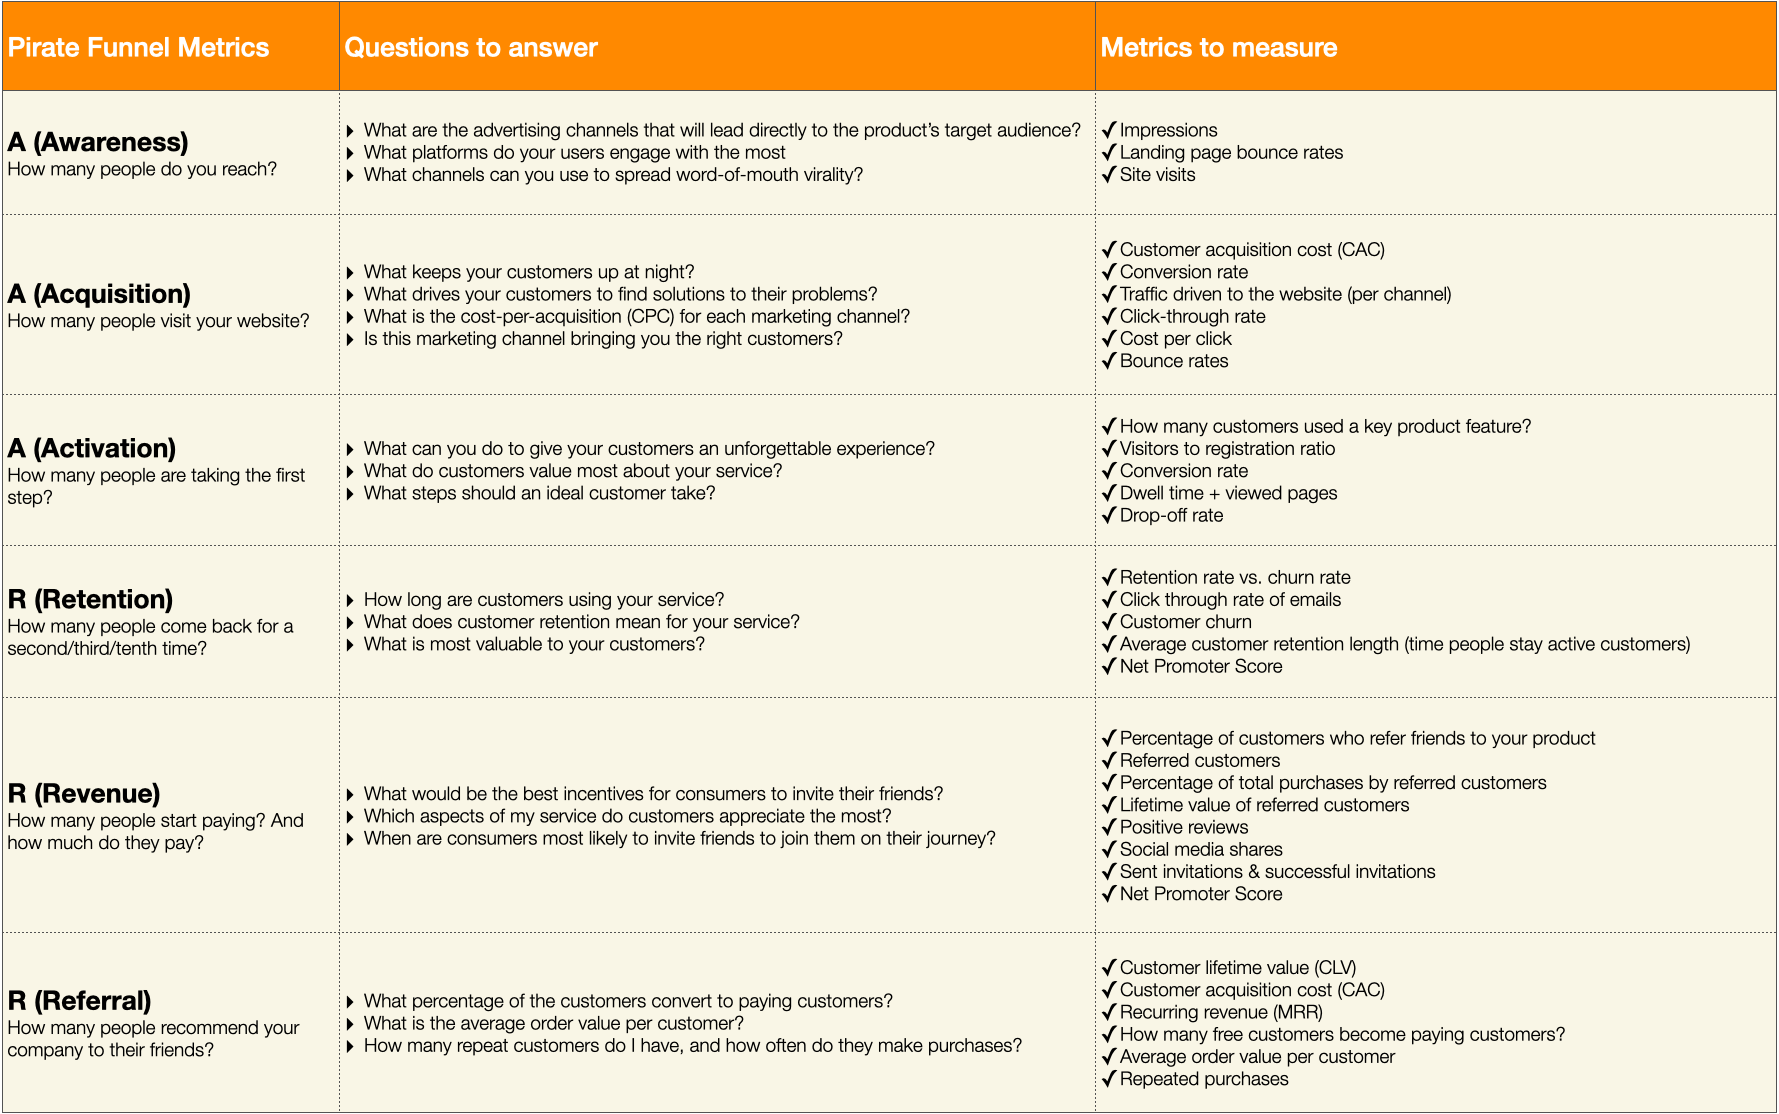 Pirate Funnel Metrics
Questions to answer
Metrics to measure
A (Awareness)
How many people do you reach?
What are the advertising channels that will lead directly to the product's target audience?
What platforms do your users engage with the most
What channels can you use to spread word-of-mouth virality?
Impressions
Landing page bounce rates
Site visits
A (Acquisition)
How many people visit your website?
What keeps your customers up at night?
What drives your customers to find solutions to their problems?
What is the cost-per-acquisition (CPC) for each marketing channel?
Is this marketing channel bringing you the right customers?
Customer acquisition cost (CAC)
Conversion rate
Traffic driven to the website (per channel)
Click-through rate
Cost per click
Bounce rates
A (Activation)
How many people are taking the first
step?
What can you do to give your customers an unforgettable experience?
What do customers value most about your service?
What steps should an ideal customer take?
How many customers used a key product feature?
Visitors to registration ratio
Conversion rate
Dwell time + viewed pages
Drop-off rate
R (Retention)
How many people come back for a
second/third/tenth time?
How long are customers using your service?
What does customer retention mean for your service?
What is most valuable to your customers?
Retention rate vs. churn rate
Click through rate of emails
Customer churn
Average customer retention length (time people stay active customers)
Net Promoter Score
R (Revenue)
How many people start paying? And
how much do they pay?
What would be the best incentives for consumers to invite their friends?
Which aspects of my service do customers appreciate the most?
When are consumers most likely to invite friends to join them on their journey?
Percentage of customers who refer friends to your product
Referred customers
Percentage of total purchases by referred customers
Lifetime value of referred customers
Positive reviews
Social media shares
Sent invitations & successful invitations
Net Promoter Score
R (Referral)
How many people recommend your
company to their friends?
What percentage of the customers convert to paying customers?
What is the average order value per customer?
How many repeat customers do I have, and how often do they make purchases?
Customer lifetime value (CLV)
Customer acquisition cost (CAC)
Recurring revenue (MRR)
How many free customers become paying customers?
Average order value per customer
Repeated purchases